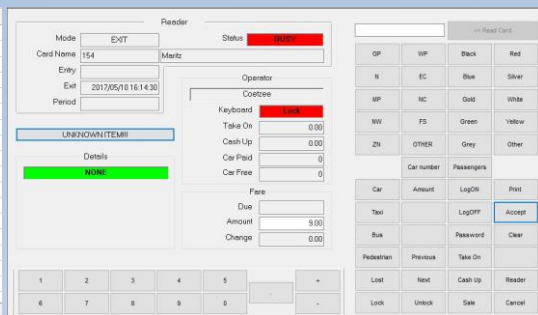 Reader
Mode EXIT Status BUSY
Card Name 154 Maritz
Entry
Exit 2017/05/10 16:14:30
Period
UNKNOWN ITEM!!!
Details
NONE
Operator
Coetzee
Keyboard Lock
Take On 0.00
Cash Up 0.00
Car Paid 0
Car Free 0
Fare
Due
Amount 9.00
Change 0.00
1 2 3 4 5 . +
6 7 8 9 0 -
<< Read Card
GP WP Black Red
N EC Blue Silver
MP NC Gold White
NW FS Green Yellow
ZN OTHER Grey Other
Car number Passengers
Car Amount LogON Print
Taxi LogOFF Accept
Bus Password Clear
Pedestrian Previous Take On
Lost Next Cash Up Reader
Lock Unlock Sale Cancel